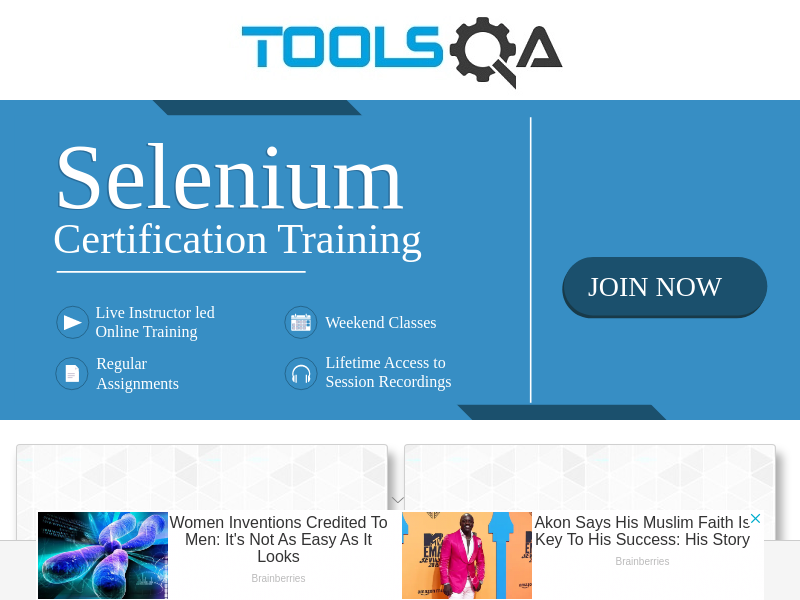 TOOLSQA
Selenium
Certification Training
JOIN NOW
Live Instructor led
Online Training
Weekend Classes
Regular
Assignments
Lifetime Access to
Session Recordings
Women Inventions Credited To
Men: It's Not As Easy As It
Looks
Brainberries
Akon Says His Muslim Faith Is
Key To His Success: His Story
Brainberries